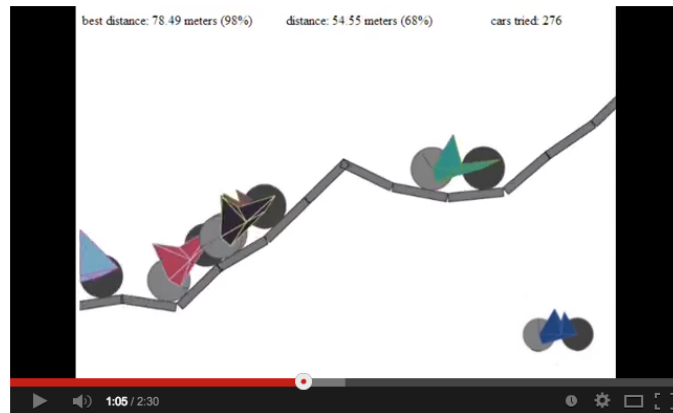 best distance: 78.49 meters (98%) distance: 54.55 meters (68%) cars tried: 276
1:05 / 2:30